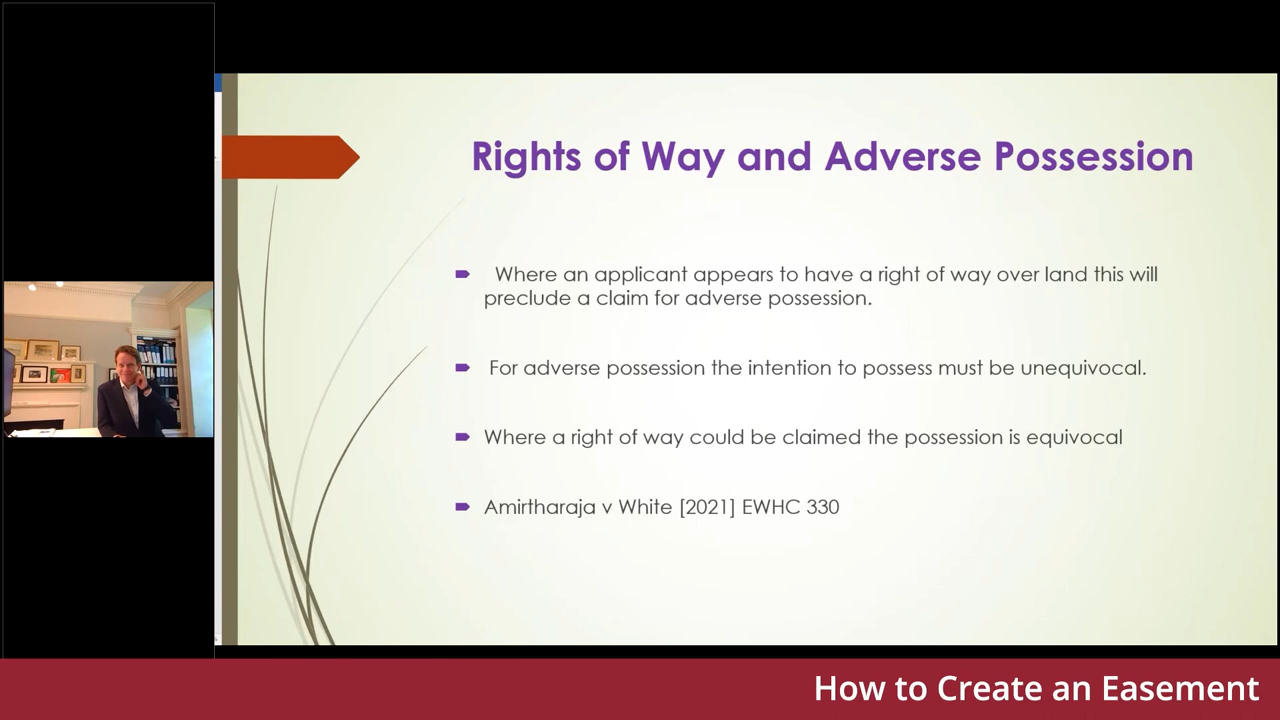 Rights of Way and Adverse Possession
Where an applicant appears to have a right of way over land this will
preclude a claim for adverse possession.
For adverse possession the intention to possess must be unequivocal.
Where a right of way could be claimed the possession is equivocal
Amirtharaja v White [2021] EWHC 330
How to Create an Easement